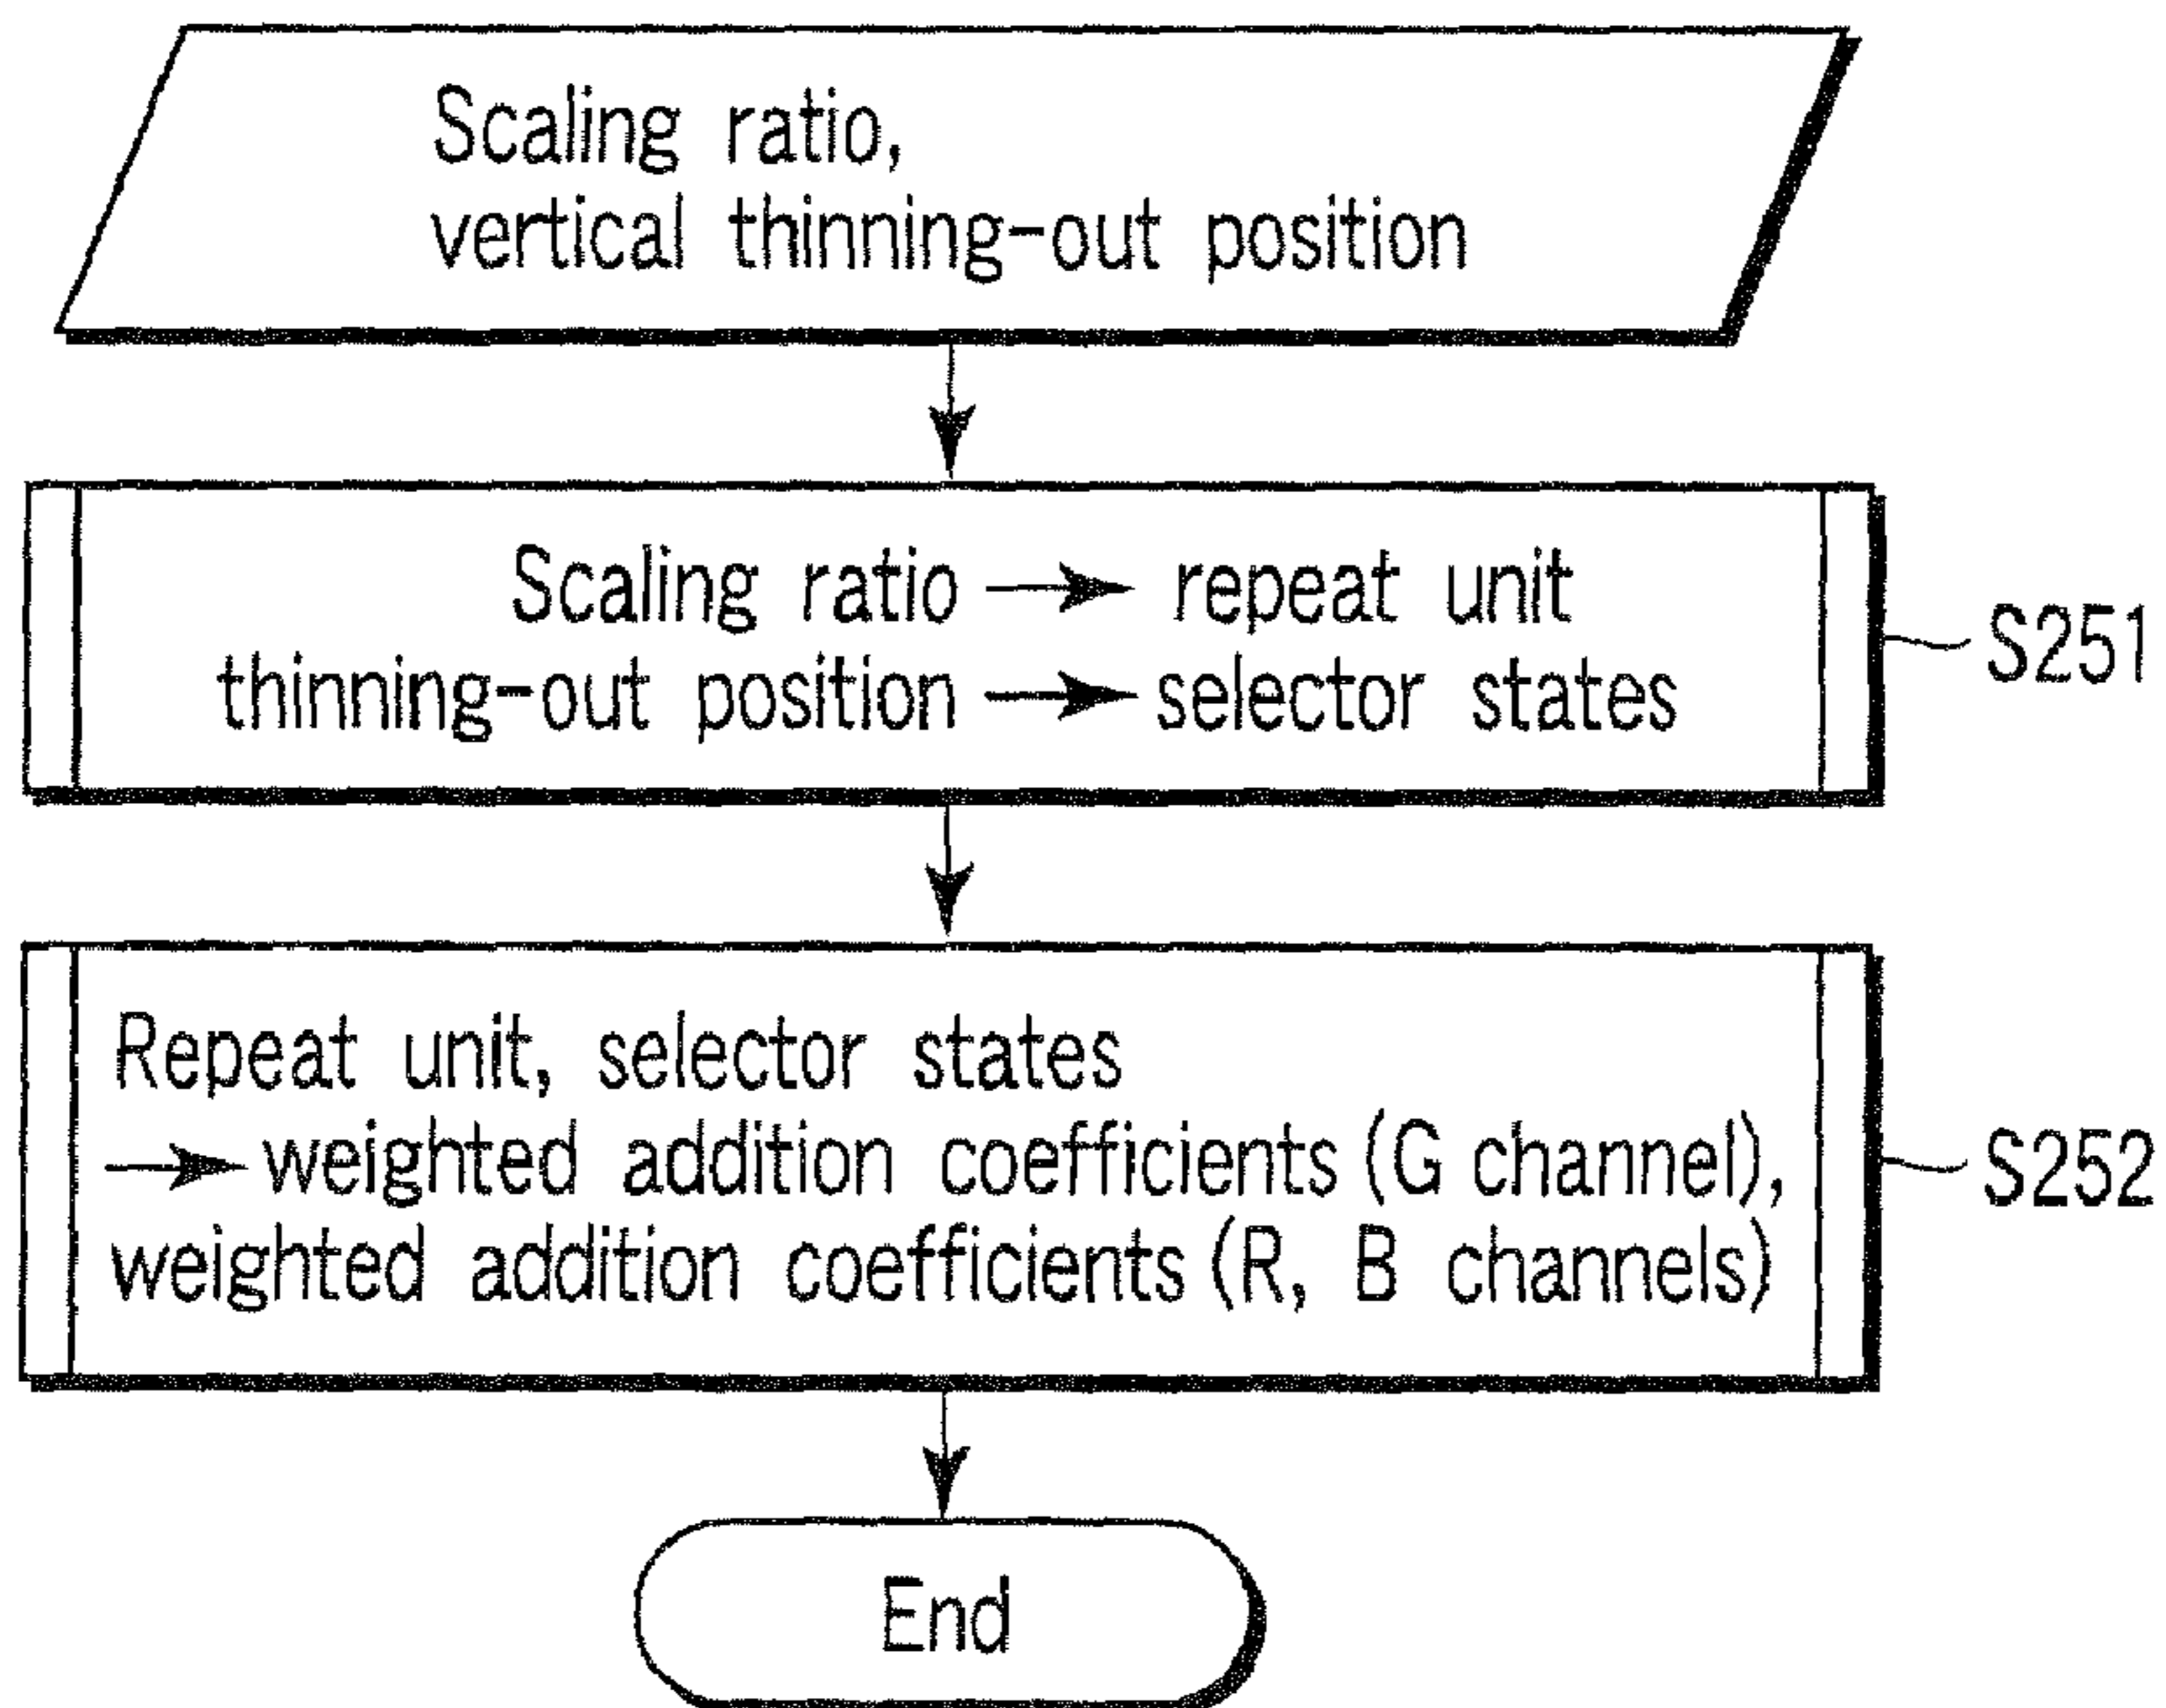 Scaling ratio,
vertical thinning-out position
Scaling ratio → repeat unit
thinning-out position → selector states
S251
Repeat unit, selector states
→ weighted addition coefficients (G channel),
weighted addition coefficients (R, B channels)
S252
End